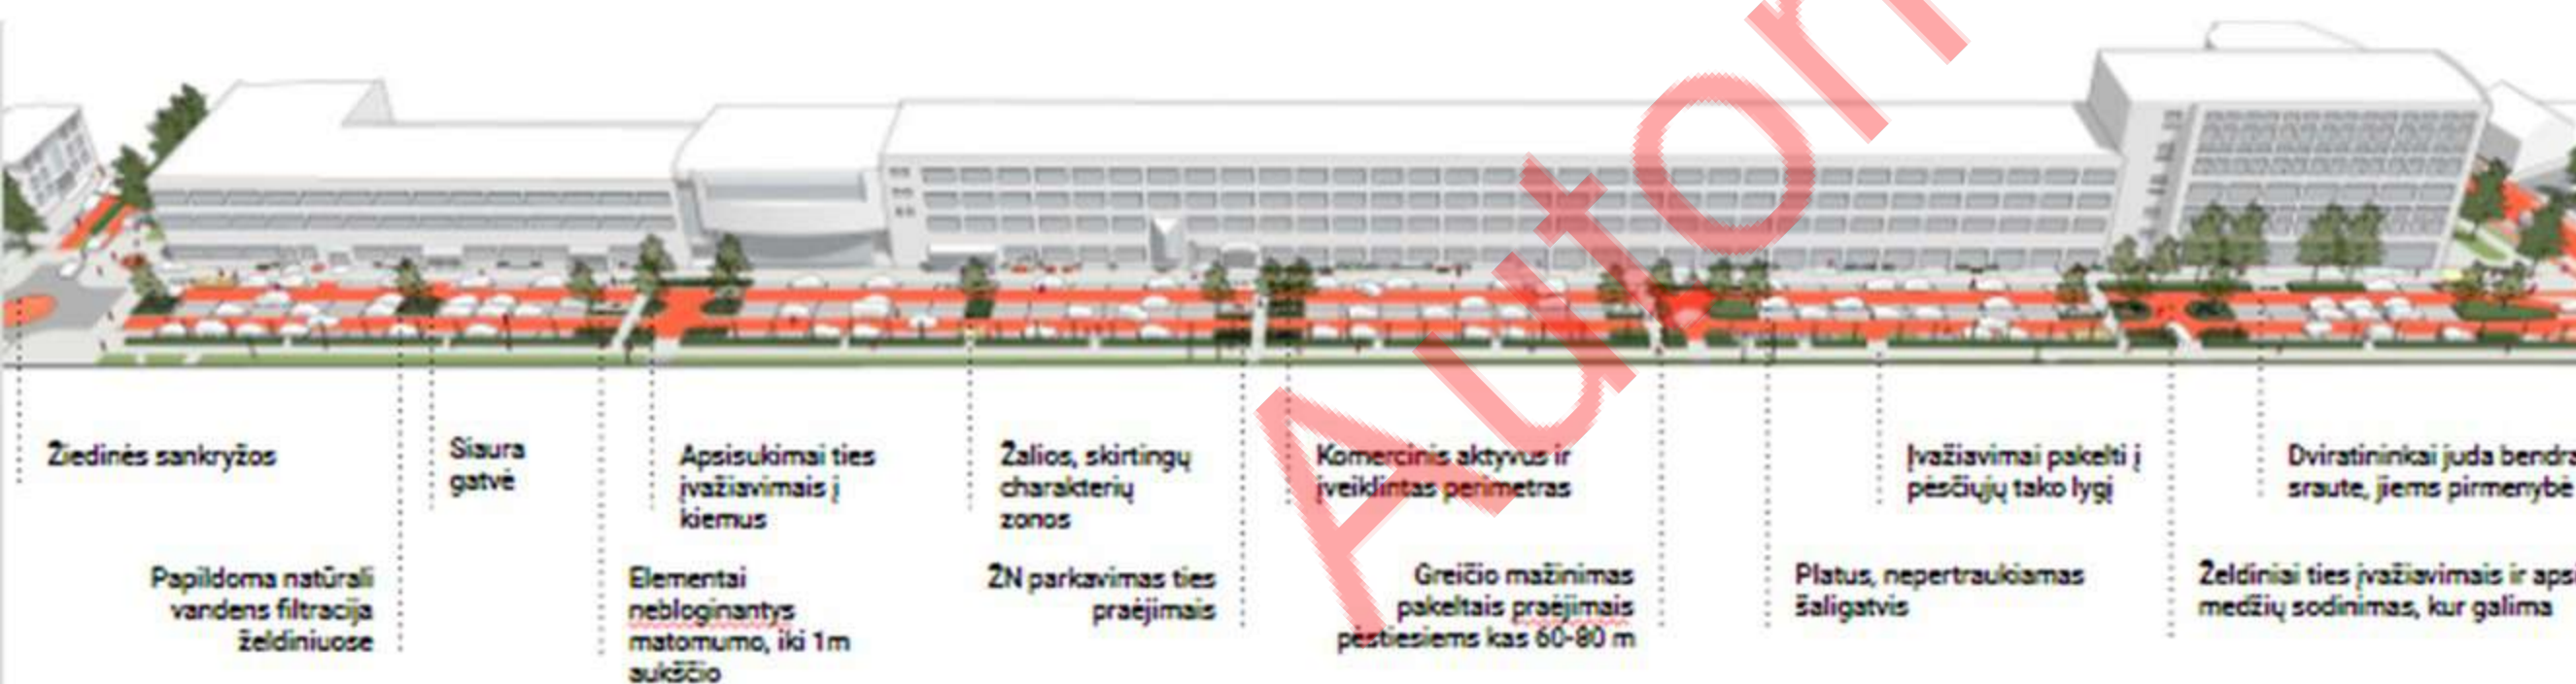 Žiedinės sankryžos
Siaura
gatvė
Apsisukimai ties
įvažiavimais į
kiemus
Žalios, skirtingų
charakterių
zonos
Komercinis aktyvus ir
įveiklintas perimetras
Įvažiavimai pakelti į
pėsčiųjų tako lygį
Dviratininkai juda bendra
sraute, jiems pirmenybė
Papildoma natūrali
vandens filtracija
želdiniuose
Elementai
nebloginantys
matomumo, iki 1m
aukščio
ŽN parkavimas ties
praėjimais
Greičio mažinimas
pakeltais praėjimais
pėstiesiems kas 60-80 m
Platus, nepertraukiamas
šaligatvis
Želdiniai ties įvažiavimais ir apsi
medžių sodinimas, kur galima
Autor